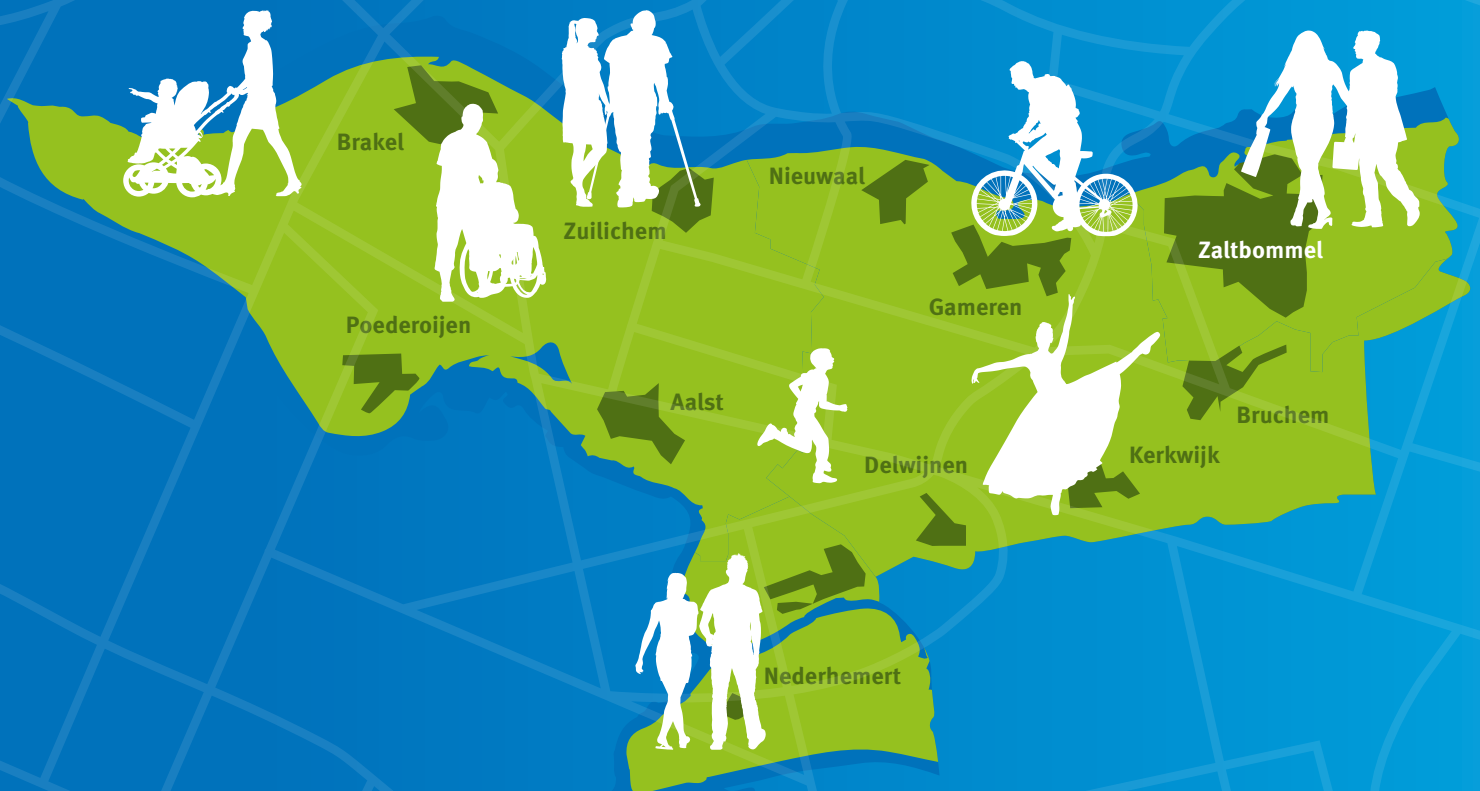 Brakel
Nieuwaal
Zuilichem
Zaltbommel
Gameren
Poederoijen
Aalst
Bruchem
Kerkwijk
Delwijnen
Nederhemert